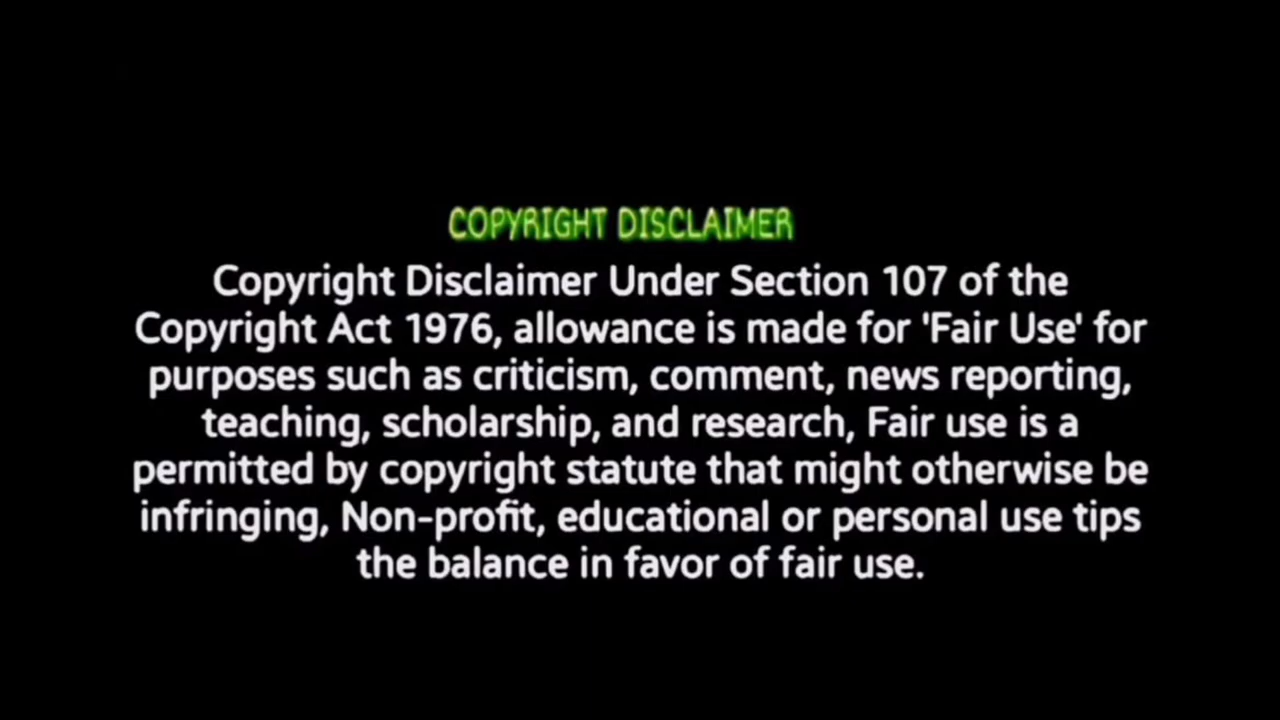 COPYRIGHT DISCLAIMER
Copyright Disclaimer Under Section 107 of the
Copyright Act 1976, allowance is made for 'Fair Use' for
purposes such as criticism, comment, news reporting,
teaching, scholarship, and research, Fair use is a
permitted by copyright statute that might otherwise be
infringing, Non-profit, educational or personal use tips
the balance in favor of fair use.